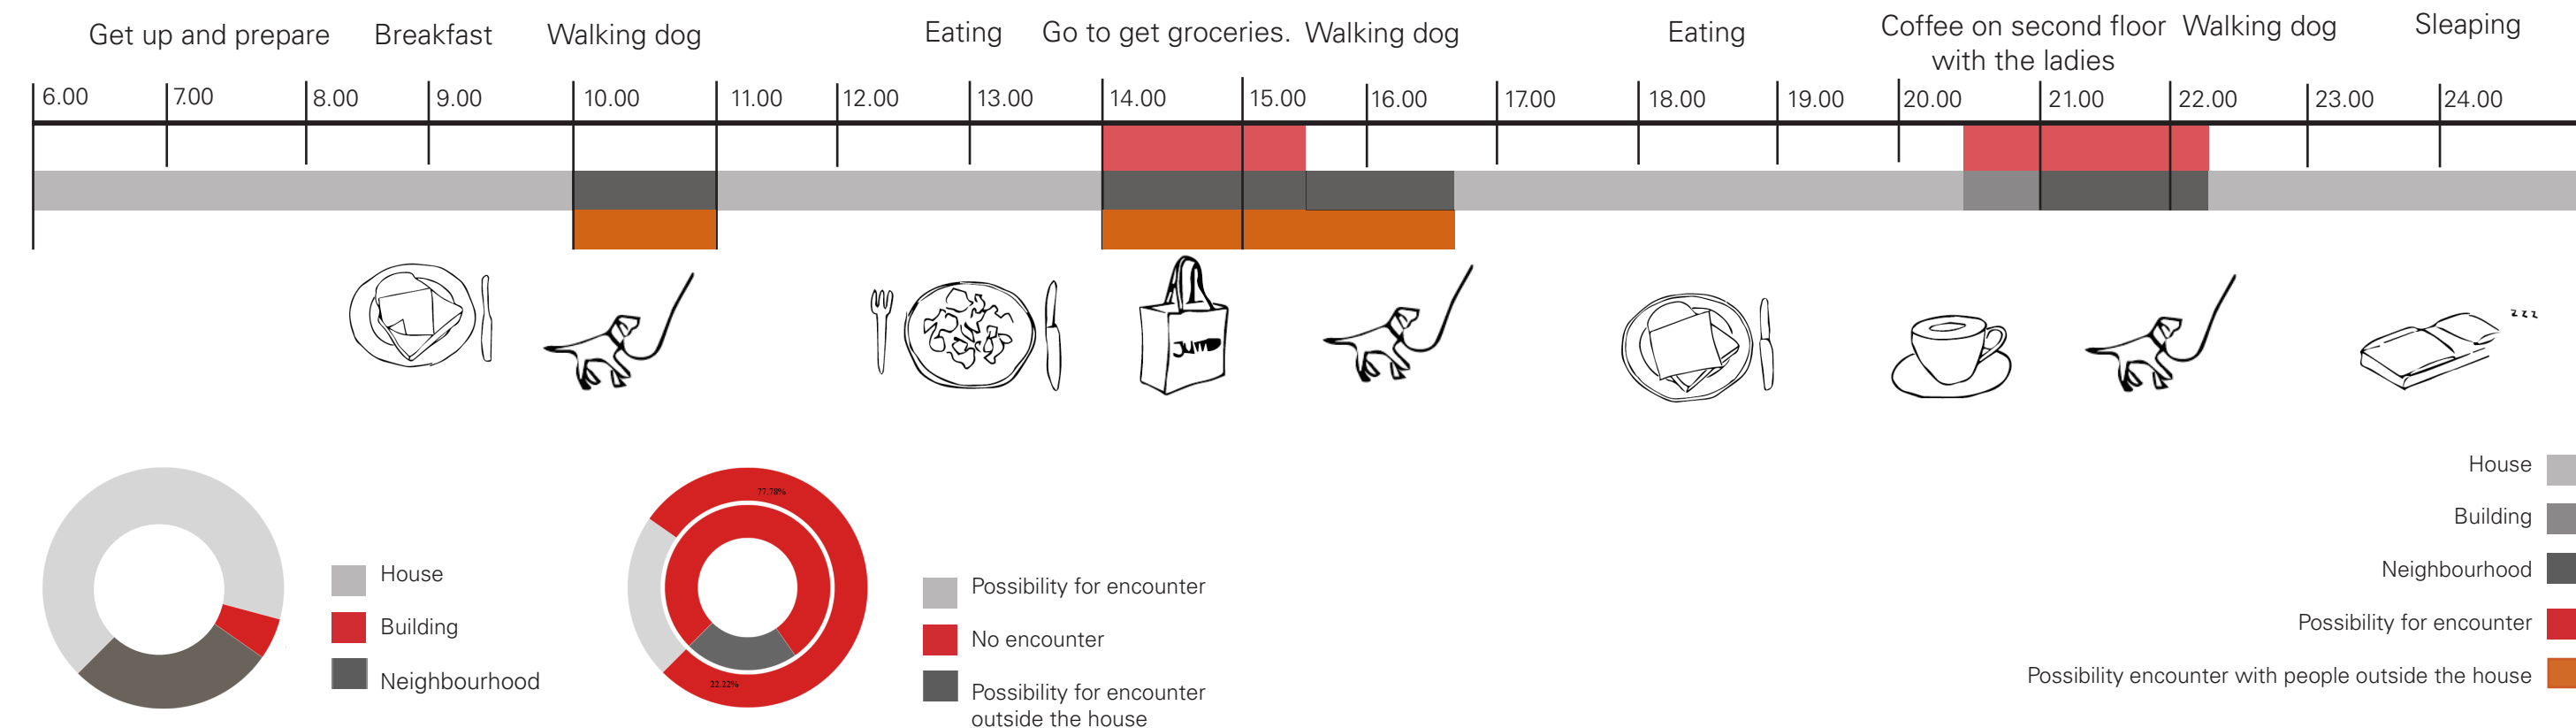 Get up and prepare
Breakfast
Walking dog
Eating
Go to get groceries.
Walking dog
Eating
Coffee on second floor
with the ladies
Walking dog
Sleaping
6.00
7.00
8.00
9.00
10.00
11.00
12.00
13.00
14.00
15.00
16.00
17.00
18.00
19.00
20.00
21.00
22.00
23.00
24.00
z z z
House
Building
Neighbourhood
77.78%
22.22%
Possibility for encounter
No encounter
Possibility for encounter
outside the house
House
Building
Neighbourhood
Possibility for encounter
Possibility encounter with people outside the house